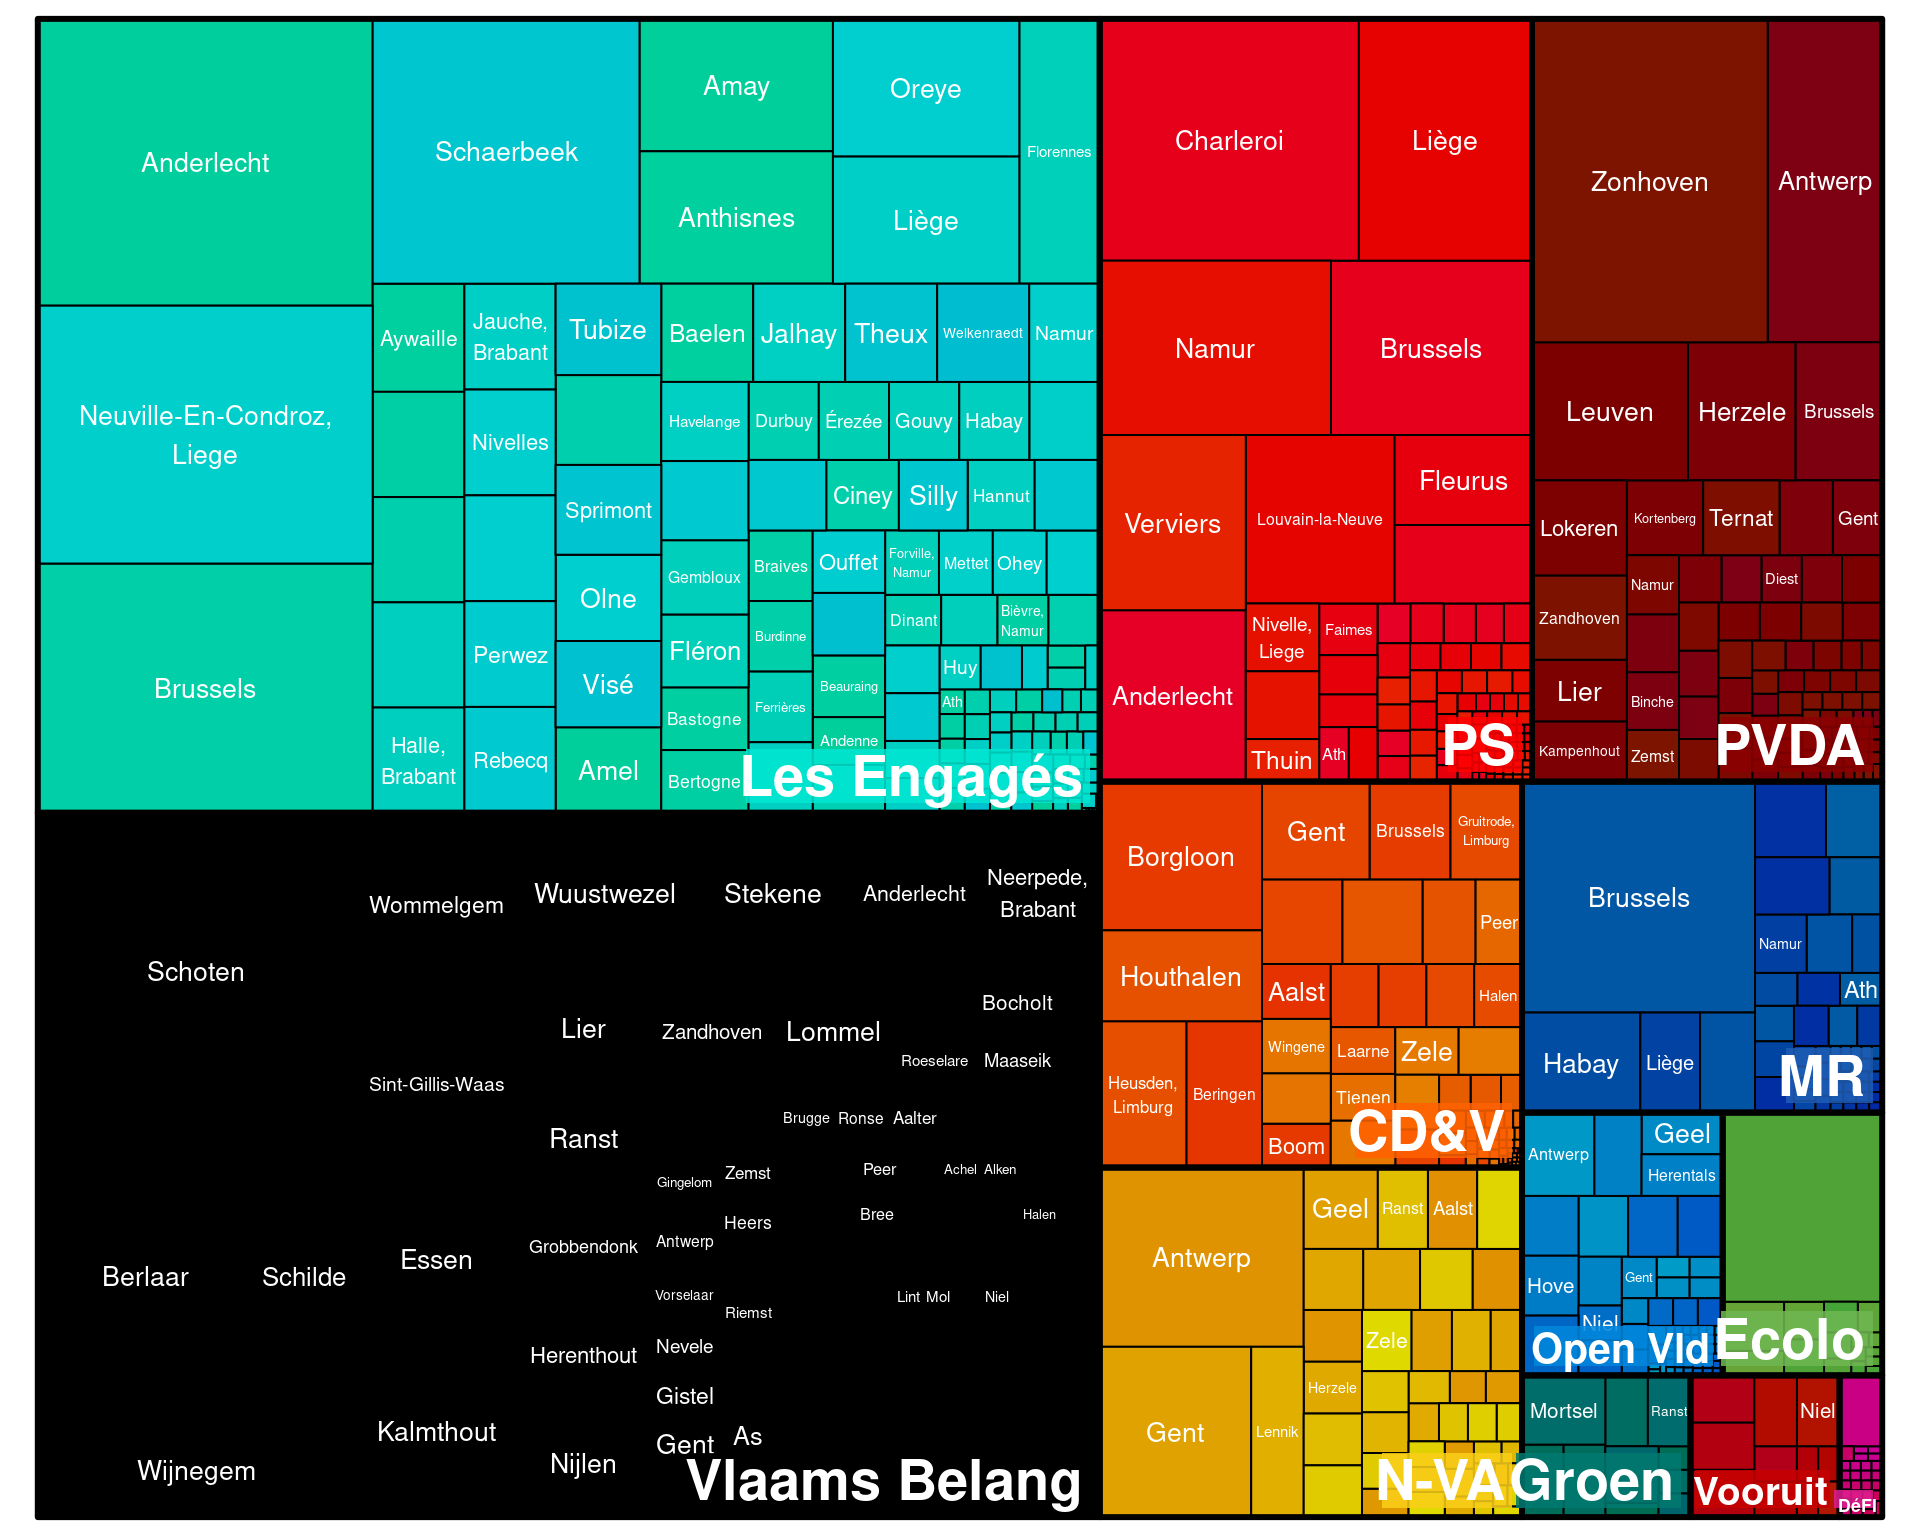 Anderlecht
Neuville-En-Condroz,
Liege
Brussels
Schaerbeek
Amay
Anthisnes
Oreye
Liège
Florennes
Aywaille
Halle,
Brabant
Jauche,
Brabant
Nivelles
Perwez
Rebecq
Tubize
Sprimont
Olne
Visé
Amel
Baelen
Jalhay
Theux
Welkenraedt
Namur
Havelange
Gembloux
Fléron
Bastogne
Bertogne
Durbuy
Érezée
Gouvy
Habay
Ciney
Silly
Hannut
Braives
Burdinne
Ferrières
Ouffet
Beauraing
Andenne
Forville,
Namur
Mettet
Ohey
Dinant
Bièvre,
Namur
Huy
Ath
Les Engagés
Schoten
Berlaar
Schilde
Wijnegem
Wommelgem
Sint-Gillis-Waas
Essen
Kalmthout
Wuustwezel
Stekene
Anderlecht
Neerpede,
Brabant
Lier
Zandhoven
Lommel
Bocholt
Roeselare
Maaseik
Ranst
Brugge
Ronse
Aalter
Grobbendonk
Herenthout
Nijlen
Gingelom
Antwerp
Vorselaar
Nevele
Gistel
Gent
Zemst
Heers
Riemst
As
Peer
Achel
Alken
Bree
Halen
Lint
Mol
Niel
Vlaams Belang
Charleroi
Liège
Namur
Brussels
Verviers
Anderlecht
Louvain-la-Neuve
Fleurus
Nivelle,
Liege
Thuin
Faimes
Ath
PS
Zonhoven
Antwerp
Leuven
Herzele
Brussels
Lokeren
Zandhoven
Lier
Kampenhout
Kortenberg
Ternat
Gent
Namur
Binche
Zemst
Diest
PVDA
Borgloon
Houthalen
Heusden,
Limburg
Beringen
Gent
Brussels
Gruitrode,
Limburg
Peer
Aalst
Wingene
Boom
Halen
Laarne
Zele
Tienen
CD&V
Brussels
Habay
Liège
Namur
Ath
MR
Antwerp
Gent
Lennik
Geel
Ranst
Aalst
Zele
Herzele
N-VA
Antwerp
Geel
Herentals
Hove
Niel
Gent
Open Vld
Ecolo
Mortsel
Ranst
Groen
Niel
Vooruit
DéFI